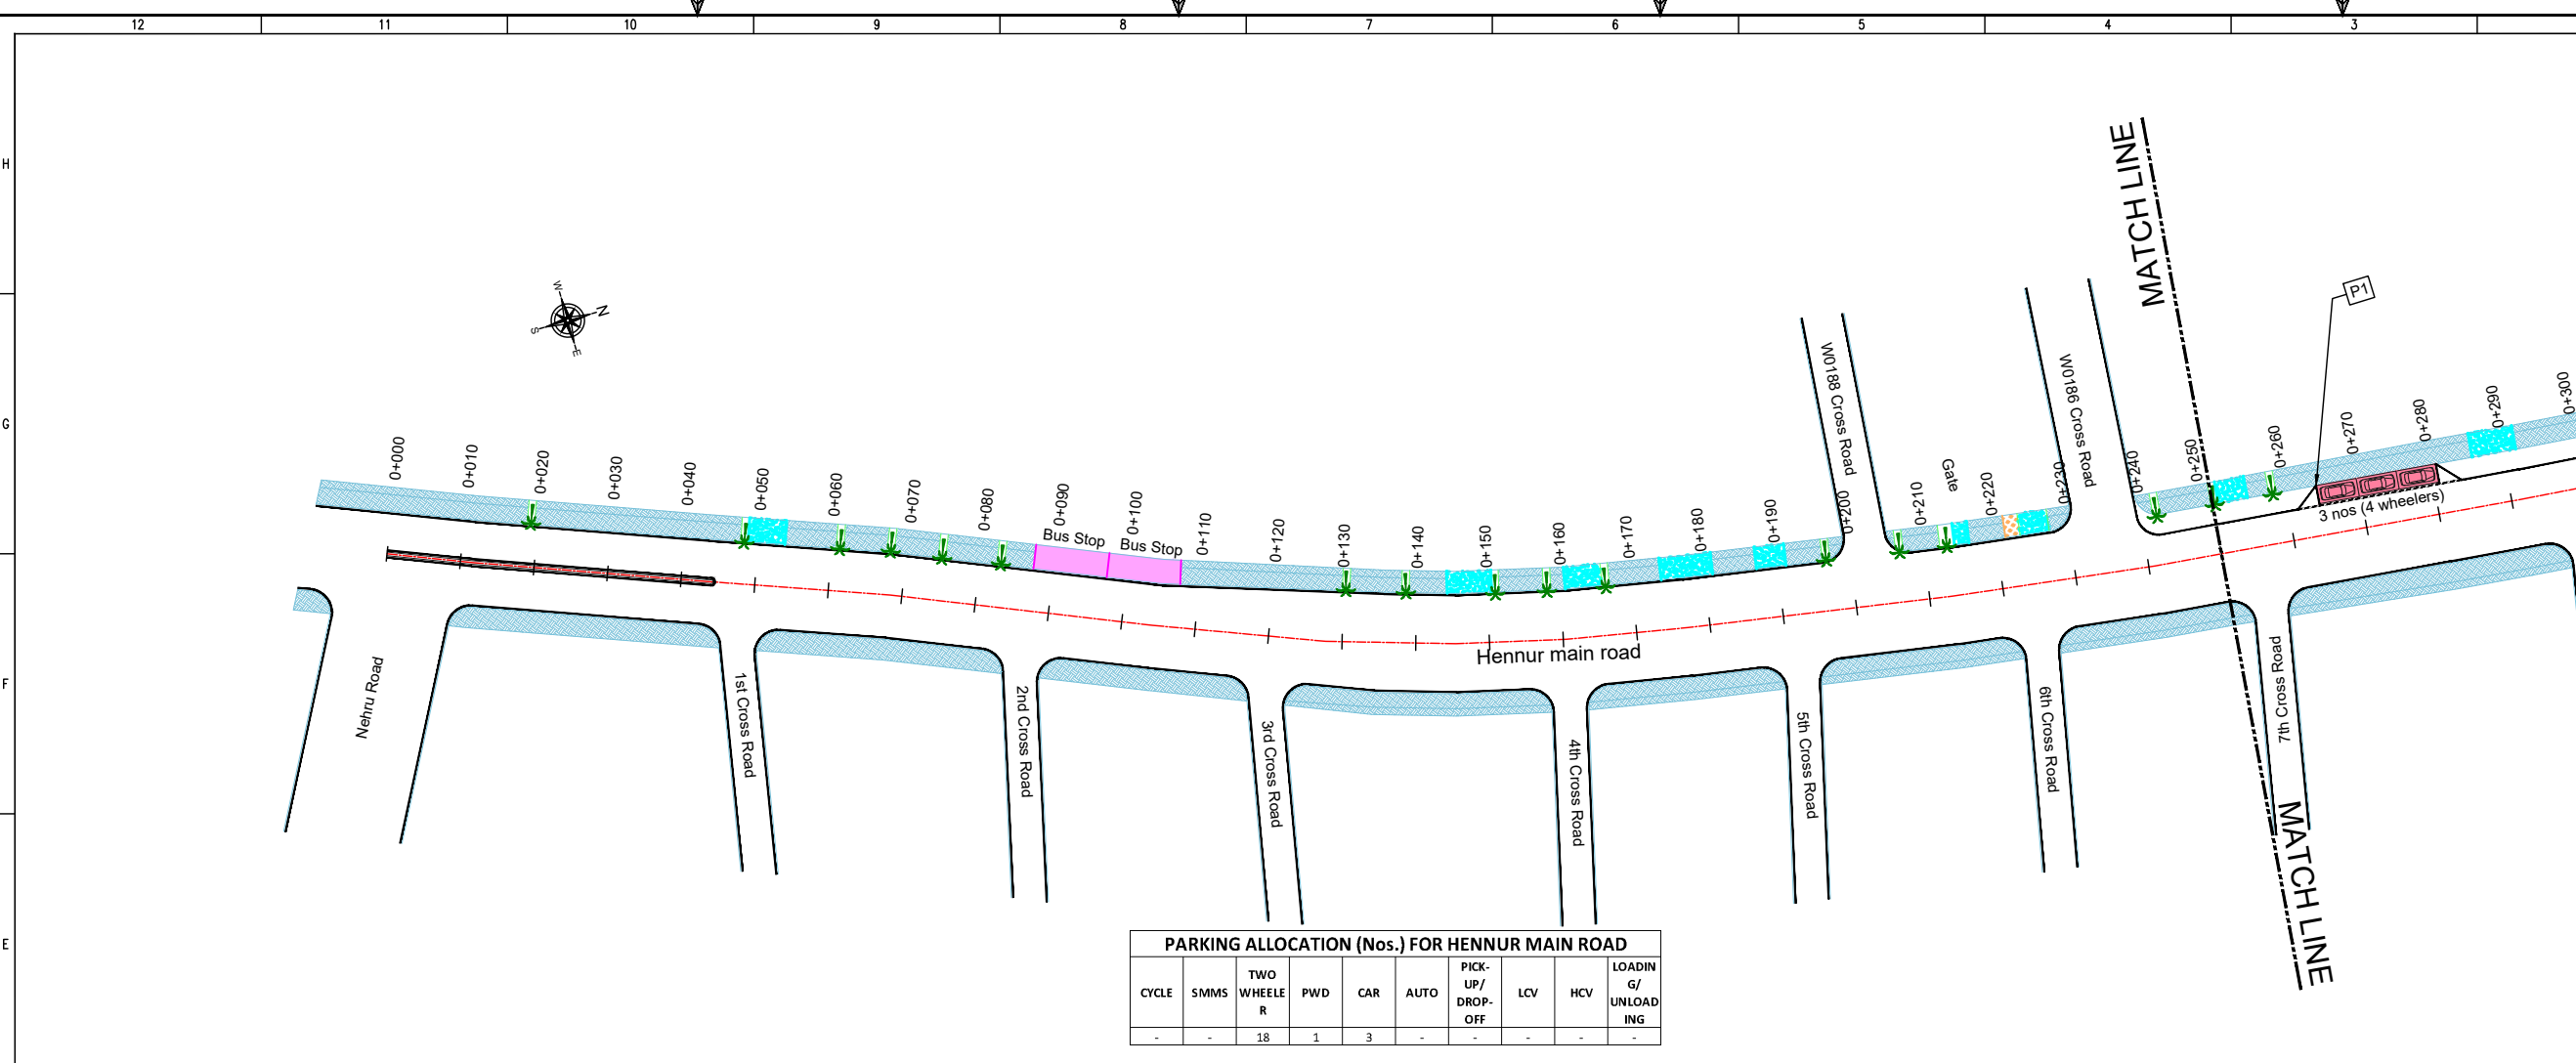 12 11 10 9 8 7 6 5 4 3
H
G
F
E
MATCH LINE
W
N
S
E
P1
W0188 Cross Road
W0186 Cross Road
0+000
0+010
0+020
0+030
0+040
0+050
0+060
0+070
0+080
0+090
0+100
0+110
0+120
0+130
0+140
0+150
0+160
0+170
0+180
0+190
0+200
0+210
Gate
0+220
0+230
0+240
0+250
0+260
0+270
0+280
0+290
0+300
Bus Stop
Bus Stop
3 nos (4 wheelers)
Hennur main road
Nehru Road
1st Cross Road
2nd Cross Road
3rd Cross Road
4th Cross Road
5th Cross Road
6th Cross Road
7th Cross Road
MATCH LINE
PARKING ALLOCATION (Nos.) FOR HENNUR MAIN ROAD
CYCLE
SMMS
TWO
WHEELE
R
PWD
CAR
AUTO
PICK-
UP/
DROP-
OFF
LCV
HCV
LOADIN
G/
UNLOAD
ING
- - 18 1 3 - - - - -